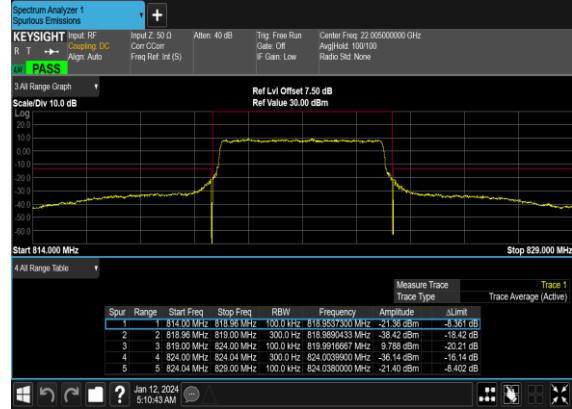 Spectrum Analyzer 1
Spurious Emissions
KEYSIGHT Input: RF Input Z: 50 Ω Atten: 40 dB Trig: Free Run Center Freq: 22.005000000 GHz
R T Coupling: DC Corr CCorr Gate: Off Avg|Hold: 100/100
Align: Auto Freq Ref: Int (S) IF Gain: Low Radio Std: None
PASS
3 All Range Graph
Ref Lvl Offset 7.50 dB
Scale/Div 10.0 dB Ref Value 30.00 dBm
Log
20.0
10.0
0.00
-10.0
-20.0
-30.0
-40.0
-50.0
-60.0
Start 814.000 MHz Stop 829.000 MHz
4 All Range Table
Measure Trace Trace 1
Trace Type Trace Average (Active)
Spur Range Start Freq Stop Freq RBW Frequency Amplitude ΔLimit
1 1 814.00 MHz 818.96 MHz 100.0 kHz 818.9537300 MHz -21.36 dBm -8.361 dB
2 2 818.96 MHz 819.00 MHz 300.0 Hz 818.9890433 MHz -38.42 dBm -18.42 dB
3 3 819.00 MHz 824.00 MHz 100.0 kHz 819.9916667 MHz 9.788 dBm -20.21 dB
4 4 824.00 MHz 824.04 MHz 300.0 Hz 824.0039900 MHz -36.14 dBm -16.14 dB
5 5 824.04 MHz 829.00 MHz 100.0 kHz 824.0380000 MHz -21.40 dBm -8.402 dB
? Jan 12, 2024
5:10:43 AM